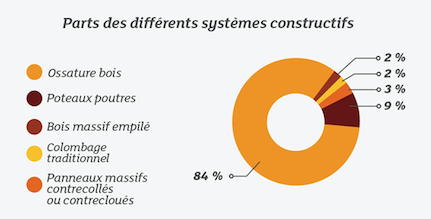 Parts des différents systèmes constructifs
Ossature bois
Poteaux poutres
Bois massif empilé
Colombage
traditionnel
Panneaux massifs
contrecollés
ou contrecloués
2 %
2 %
3 %
9 %
84 %